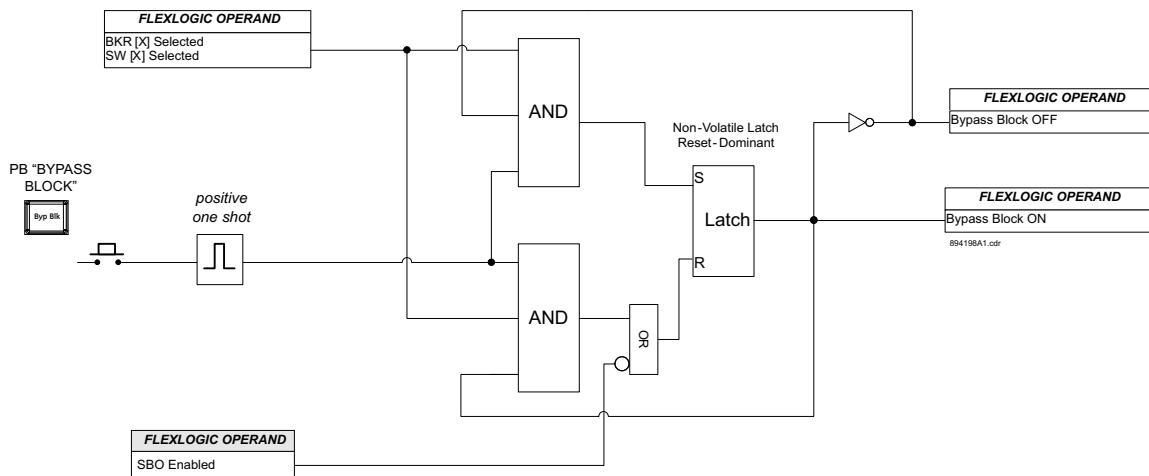 FLEXLOGIC OPERAND
BKR [X] Selected
SW [X] Selected
AND
FLEXLOGIC OPERAND
Bypass Block OFF
Non-Volatile Latch
Reset-Dominant
PB “BYPASS
BLOCK”
Byp Blk
positive
one shot
S
Latch
R
FLEXLOGIC OPERAND
Bypass Block ON
894198A1.cdr
AND
OR
FLEXLOGIC OPERAND
SBO Enabled